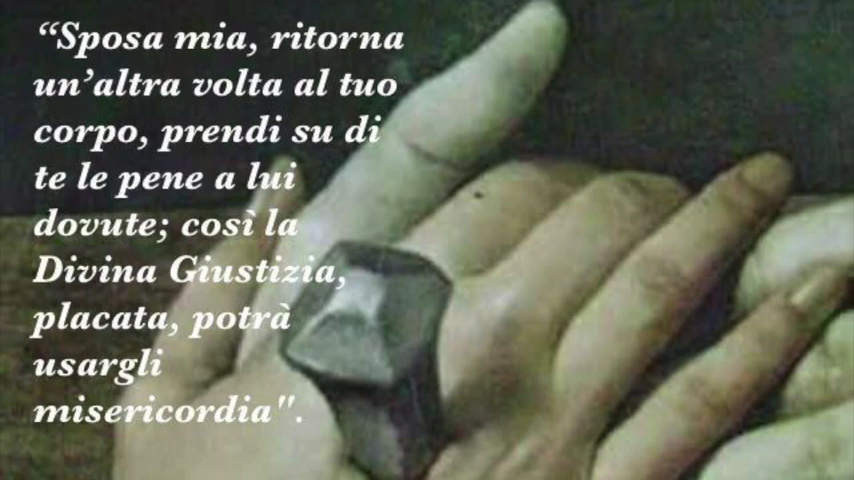 “Sposa mia, ritorna
un’altra volta al tuo
corpo, prendi su di
te le pene a lui
dovute; così la
Divina Giustizia,
placata, potrà
usargli
misericordia".